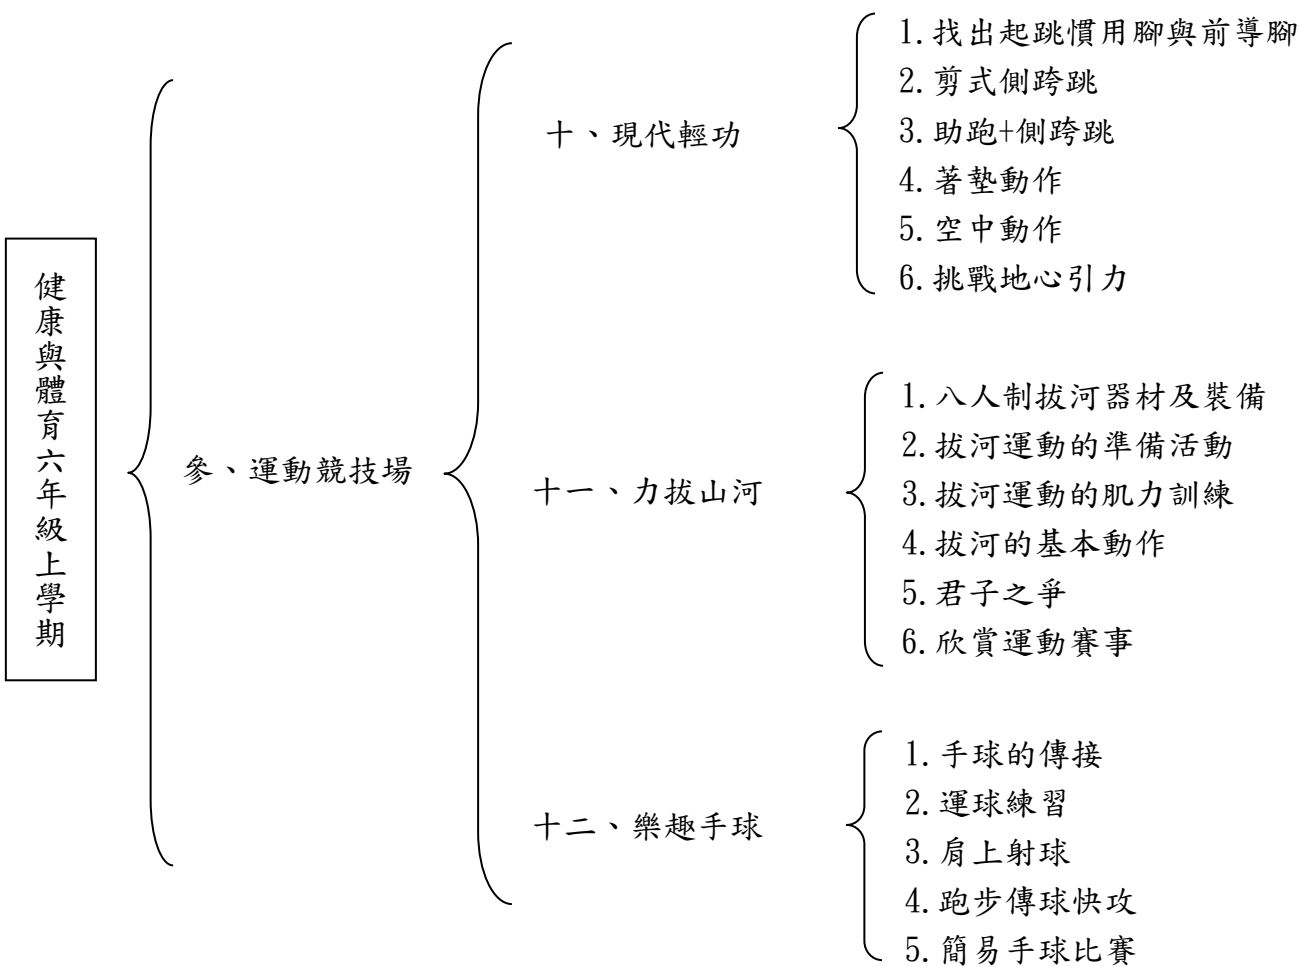 健康與體育六年級上學期
參、運動競技場
十、現代輕功
1.找出起跳慣用腳與前導腳
2.剪式側跨跳
3.助跑+側跨跳
4.著墊動作
5.空中動作
6.挑戰地心引力
十一、力拔山河
1.八人制拔河器材及裝備
2.拔河運動的準備活動
3.拔河運動的肌力訓練
4.拔河的基本動作
5.君子之爭
6.欣賞運動賽事
十二、樂趣手球
1.手球的傳接
2.運球練習
3.肩上射球
4.跑步傳球快攻
5.簡易手球比賽